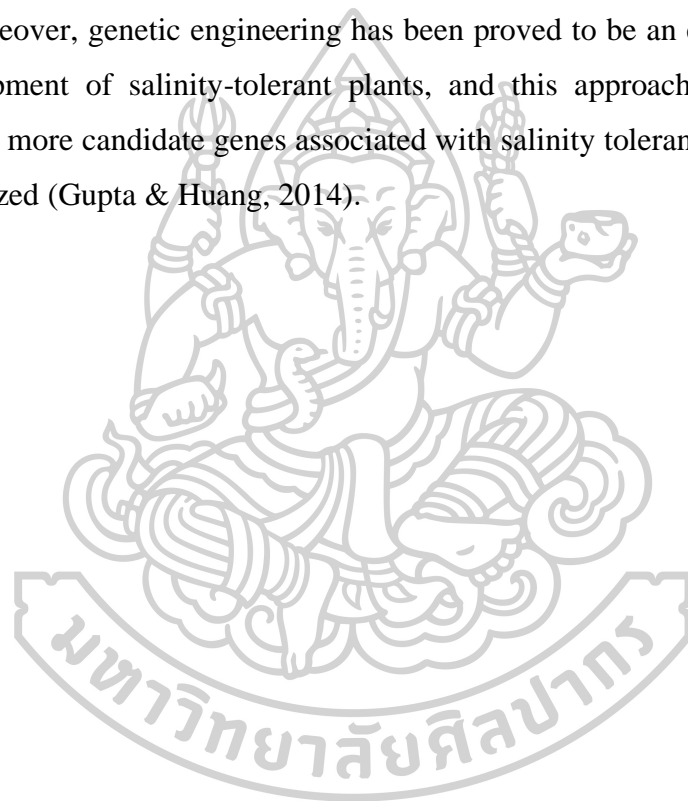 eover, genetic engineering has been proved to be an
pment of salinity-tolerant plants, and this approach
more candidate genes associated with salinity toleran
zed (Gupta & Huang, 2014).
มหาวิทยาลัยศิลปากร